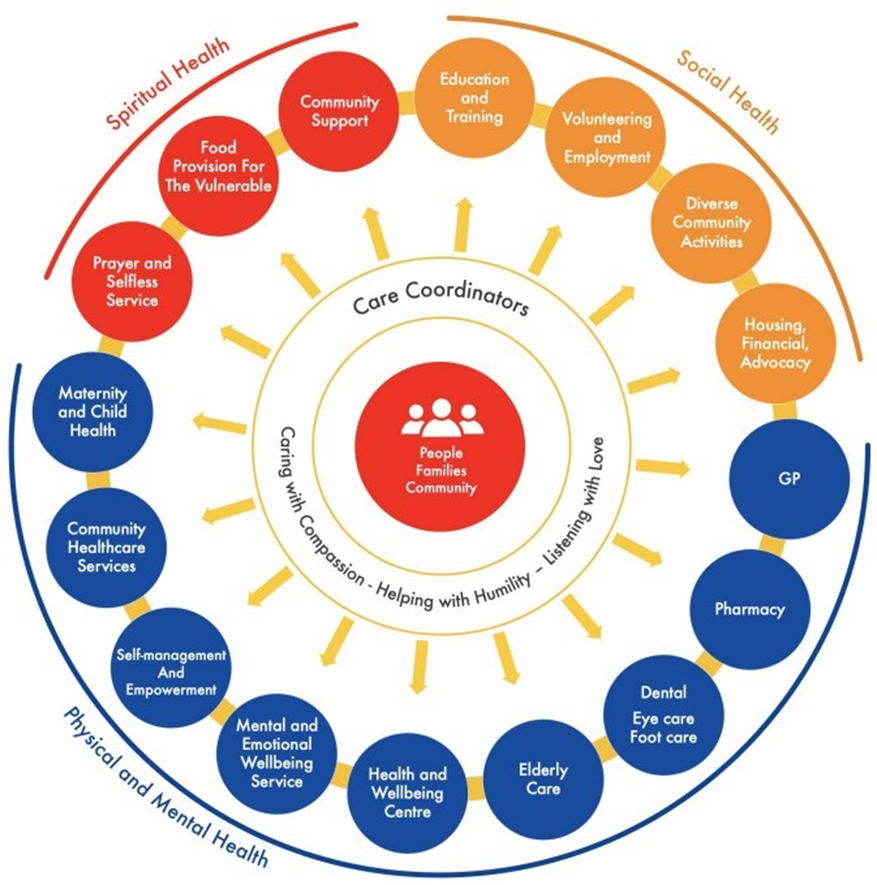 Spiritual Health
Social Health
Community
Support
Education
and
Training
Food
Provision For
The Vulnerable
Volunteering
and
Employment
Prayer and
Selfless
Service
Diverse
Community
Activities
Housing,
Financial,
Advocacy
Care Coordinators
People
Families
Community
Caring with Compassion - Helping with Humility – Listening with Love
Maternity
and Child
Health
GP
Community
Healthcare
Services
Pharmacy
Self-management
And
Empowerment
Dental
Eye care
Foot care
Mental and
Emotional
Wellbeing
Service
Health and
Wellbeing
Centre
Elderly
Care
Physical and Mental Health